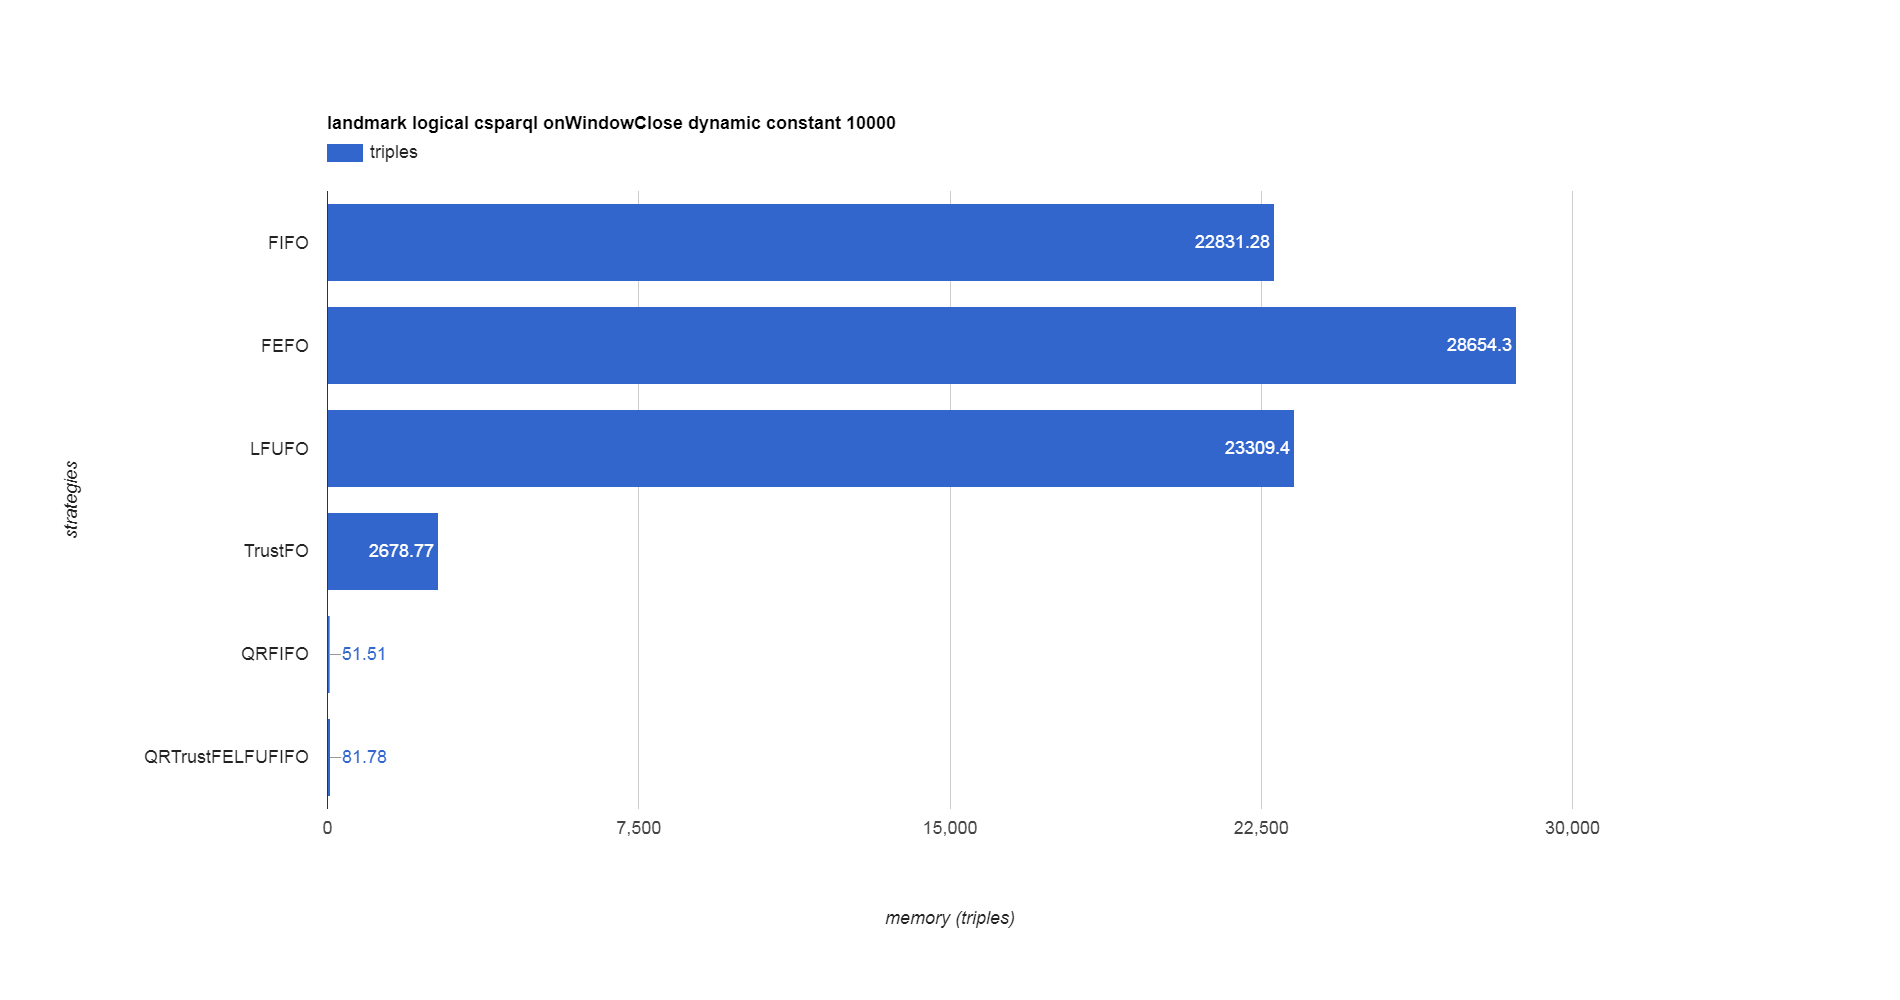 landmark logical csparql onWindowClose dynamic constant 10000
triples
FIFO
22831.28
FEFO
28654.3
LFUFO
23309.4
strategies
TrustFO
2678.77
QRFIFO
51.51
QRTrustFELFUFIFO
81.78
0
7,500
15,000
22,500
30,000
memory (triples)